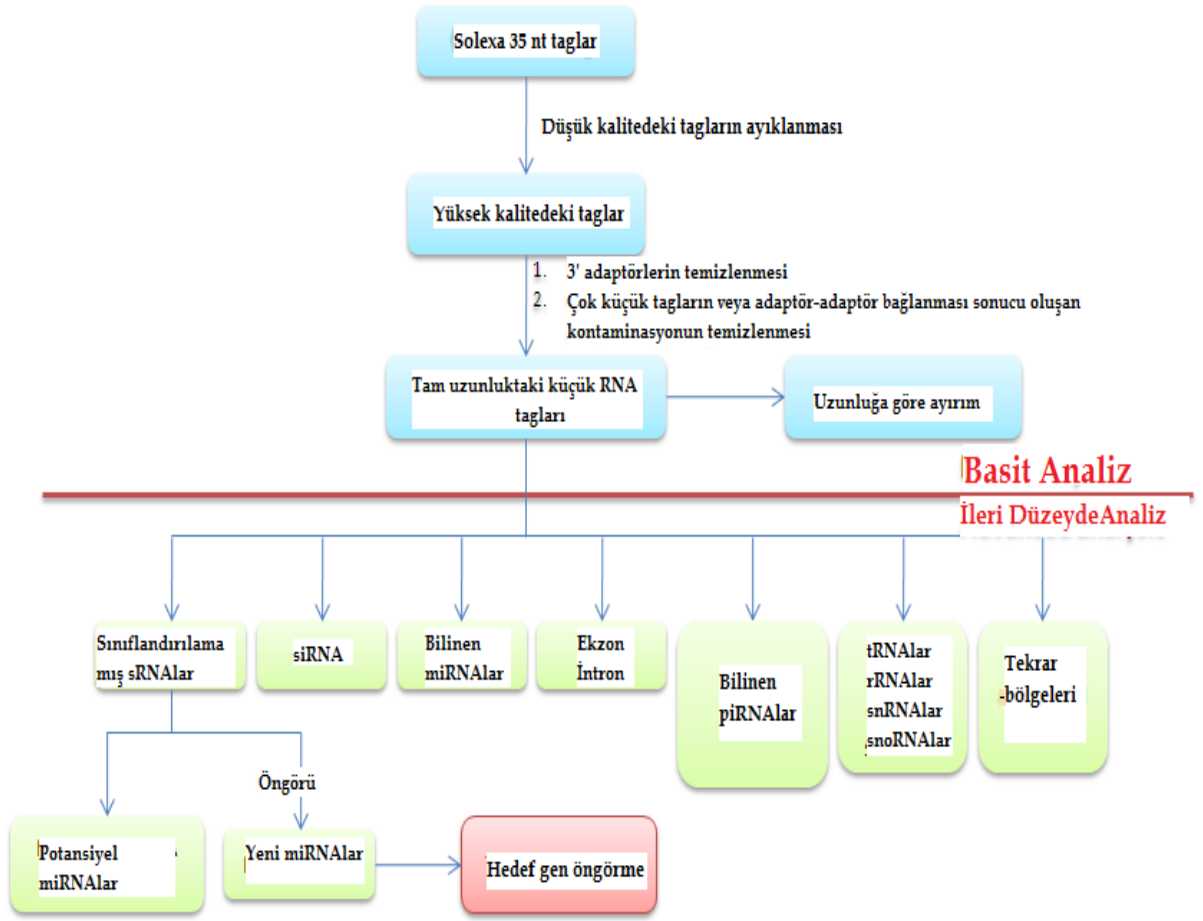 Solexa 35 nt taglar
Düşük kalitedeki tagların ayıklanması
Yüksek kalitedeki taglar
1. 3' adaptörlerin temizlenmesi
2. Çok küçük tagların veya adaptör-adaptör bağlanması sonucu oluşan
kontaminasyonun temizlenmesi
Tam uzunluktaki küçük RNA
tagları
Uzunluğa göre ayırım
Basit Analiz
İleri DüzeydeAnaliz
Sınıflandırılama
mış sRNAlar
siRNA
Bilinen
miRNAlar
Ekzon
İntron
Bilinen
piRNAlar
tRNAlar
rRNAlar
snRNAlar
snoRNAlar
Tekrar
-bölgeleri
Öngörü
Potansiyel
miRNAlar
Yeni miRNAlar
Hedef gen öngörme